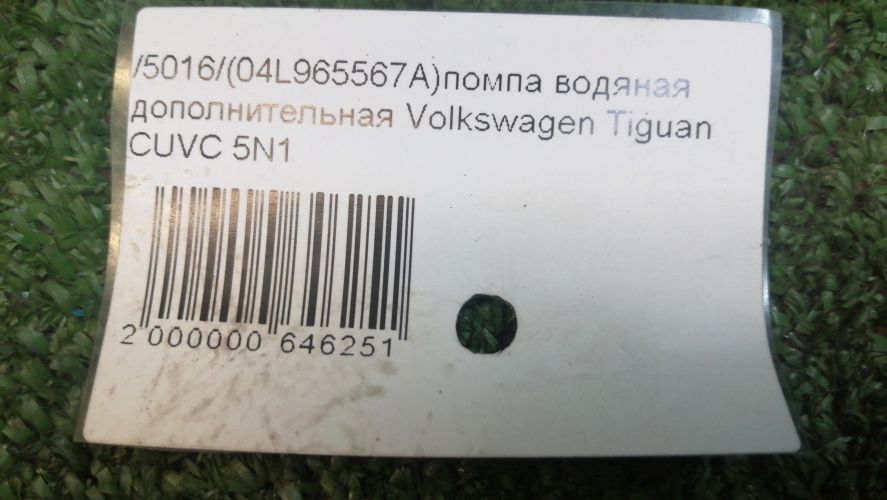 /5016/(04L965567A)помпа водяная
дополнительная Volkswagen Tiguan
CUVC 5N1
2 000000 646251